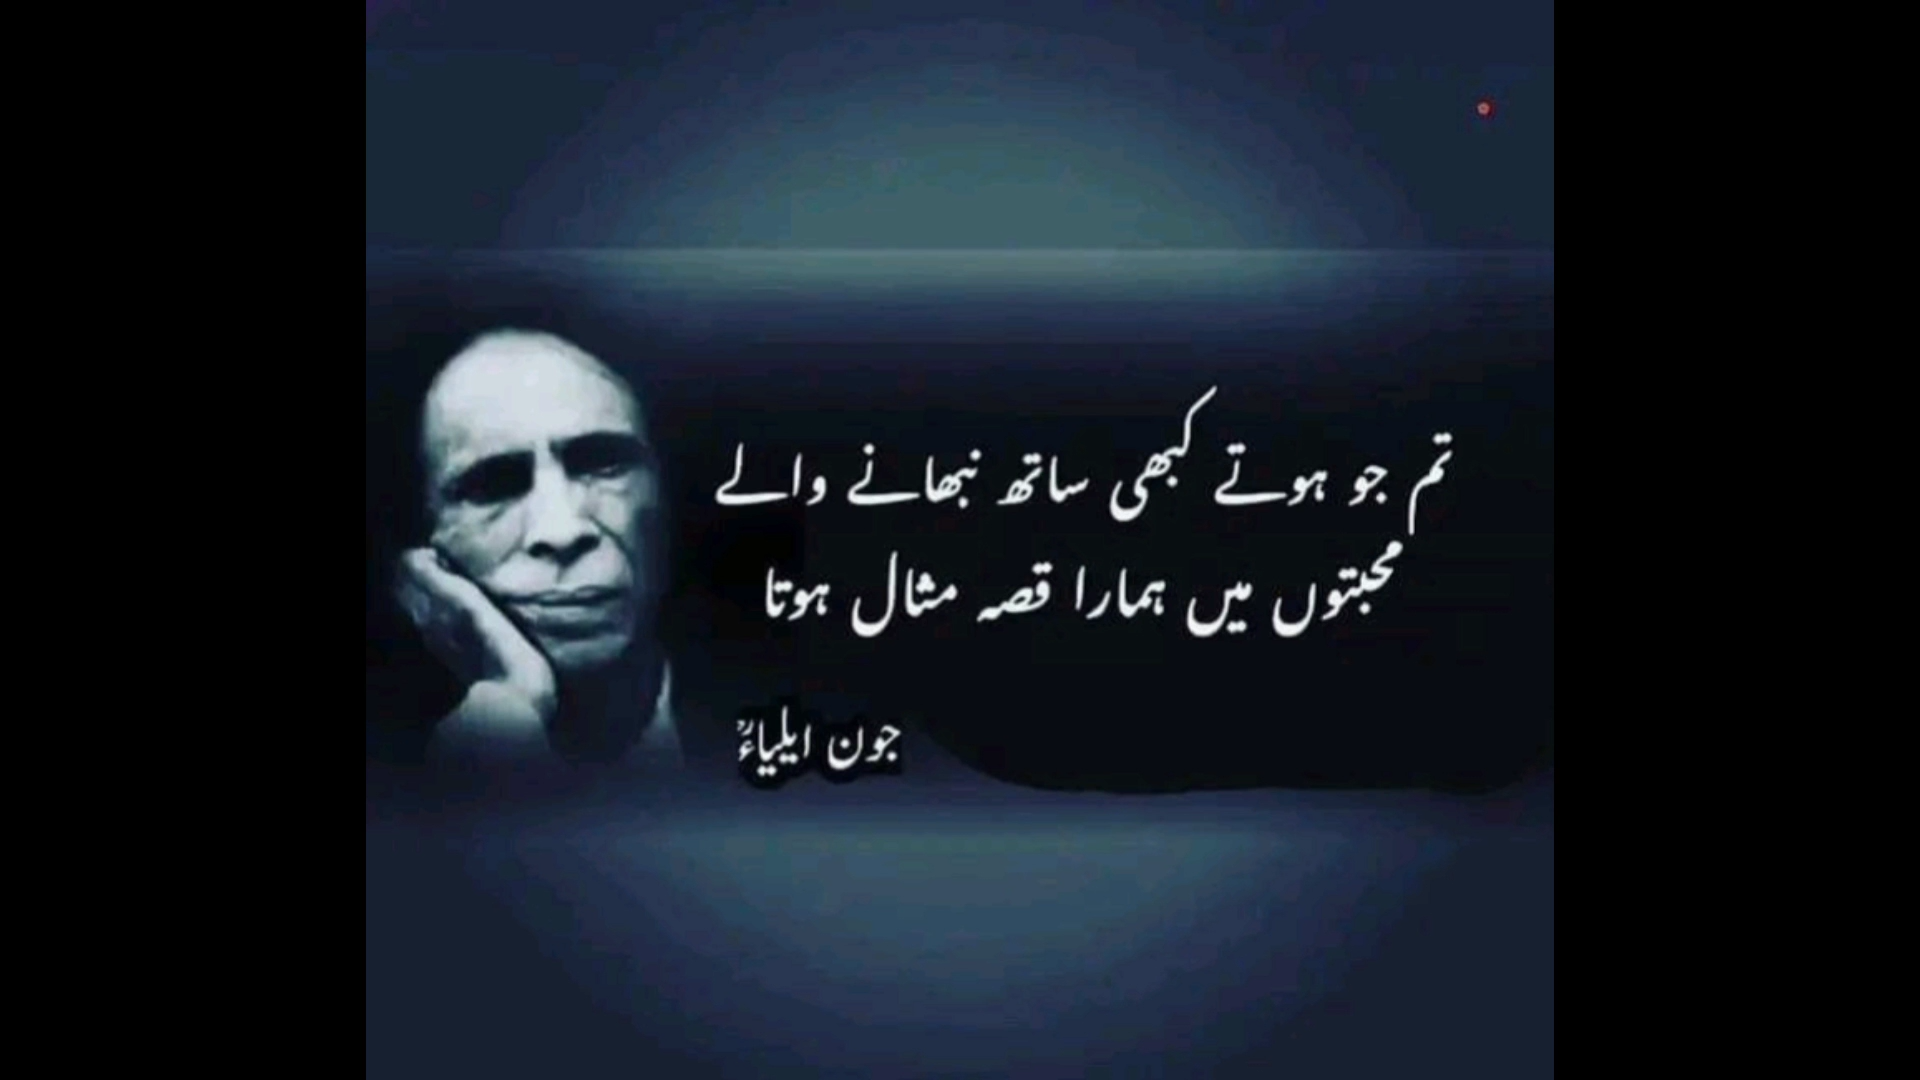 تم جو ہوتے کبھی ساتھ نبھانے والے
محبتوں میں ہمارا قصہ مثال ہوتا
جون ایلیاءؒ